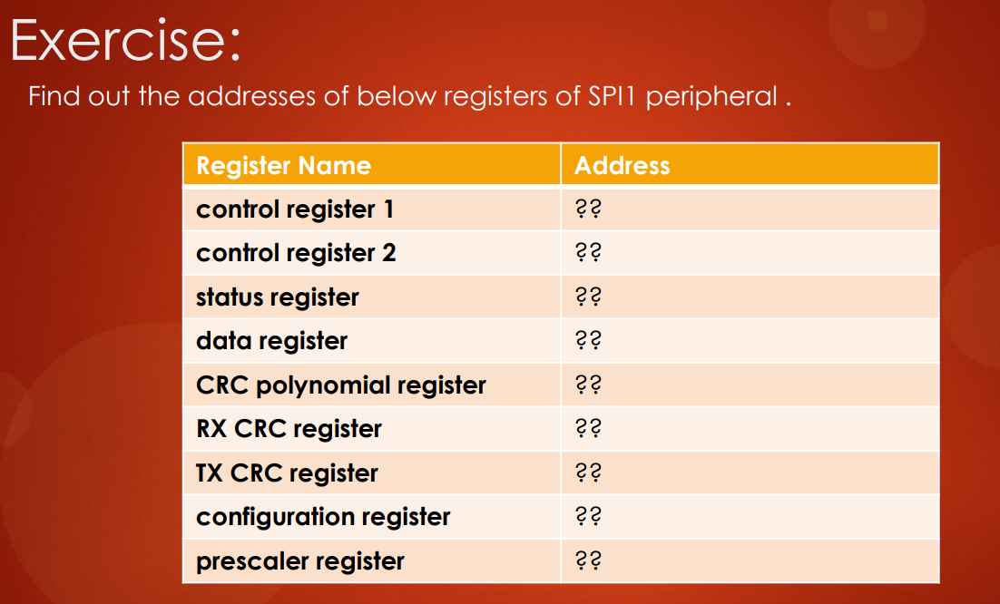 Exercise:
Find out the addresses of below registers of SPI1 peripheral .
Register Name Address
control register 1 ??
control register 2 ??
status register ??
data register ??
CRC polynomial register ??
RX CRC register ??
TX CRC register ??
configuration register ??
prescaler register ??